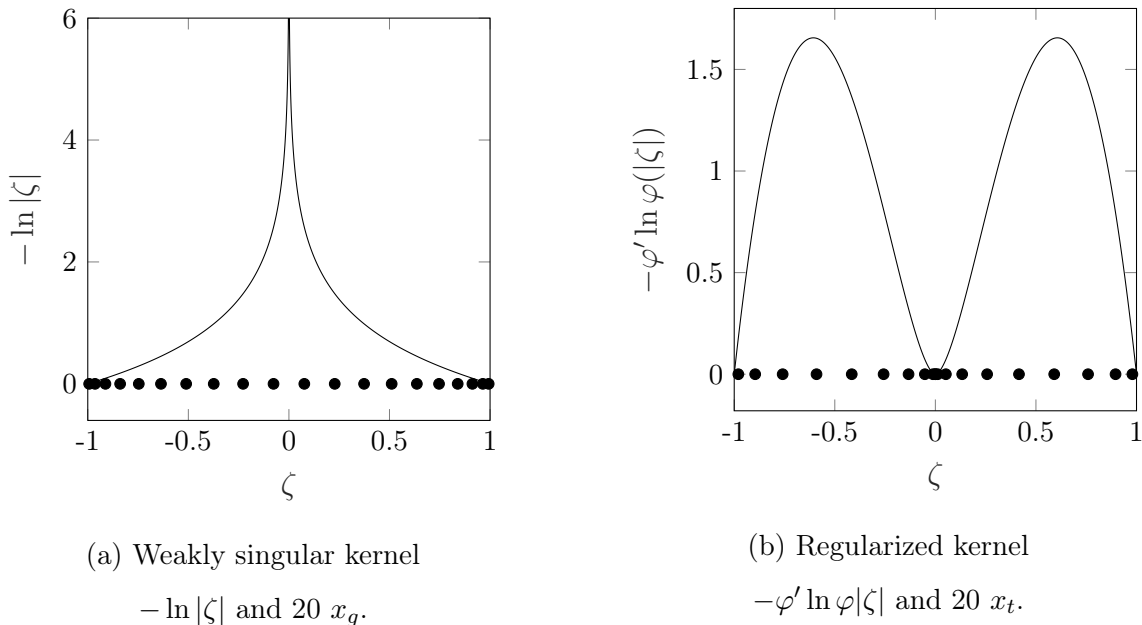 6
4
2
0
− ln |ζ|
-1 -0.5 0 0.5 1
ζ
(a) Weakly singular kernel
− ln |ζ| and 20 x_g.
1.5
1
0.5
0
−φ′ ln φ(|ζ|)
-1 -0.5 0 0.5 1
ζ
(b) Regularized kernel
−φ′ ln φ|ζ| and 20 x_t.